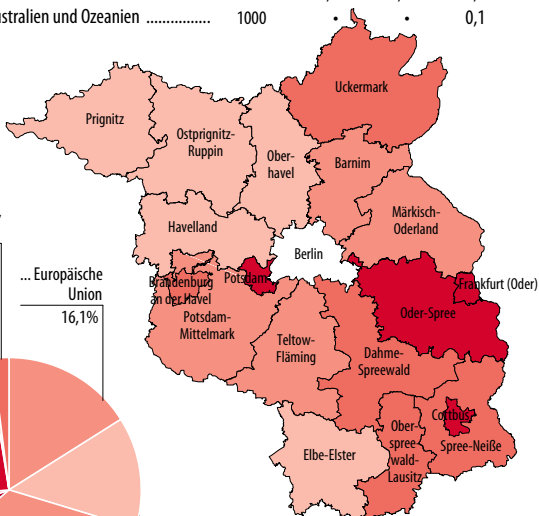 ustralien und Ozeanien ............... 1000 0,1
Uckermark
Prignitz
Ostprignitz-
Ruppin
Ober-
havel
Barnim
Märkisch-
Oderland
Havelland
Berlin
... Europäische
Union
16,1%
Brandenburg
an der Havel
Potsdam
Frankfurt (Oder)
Oder-Spree
Potsdam-
Mittelmark
Teltow-
Fläming
Dahme-
Spreewald
Cottbus
Ober-
spree-
wald-
Lausitz
Spree-Neiße
Elbe-Elster